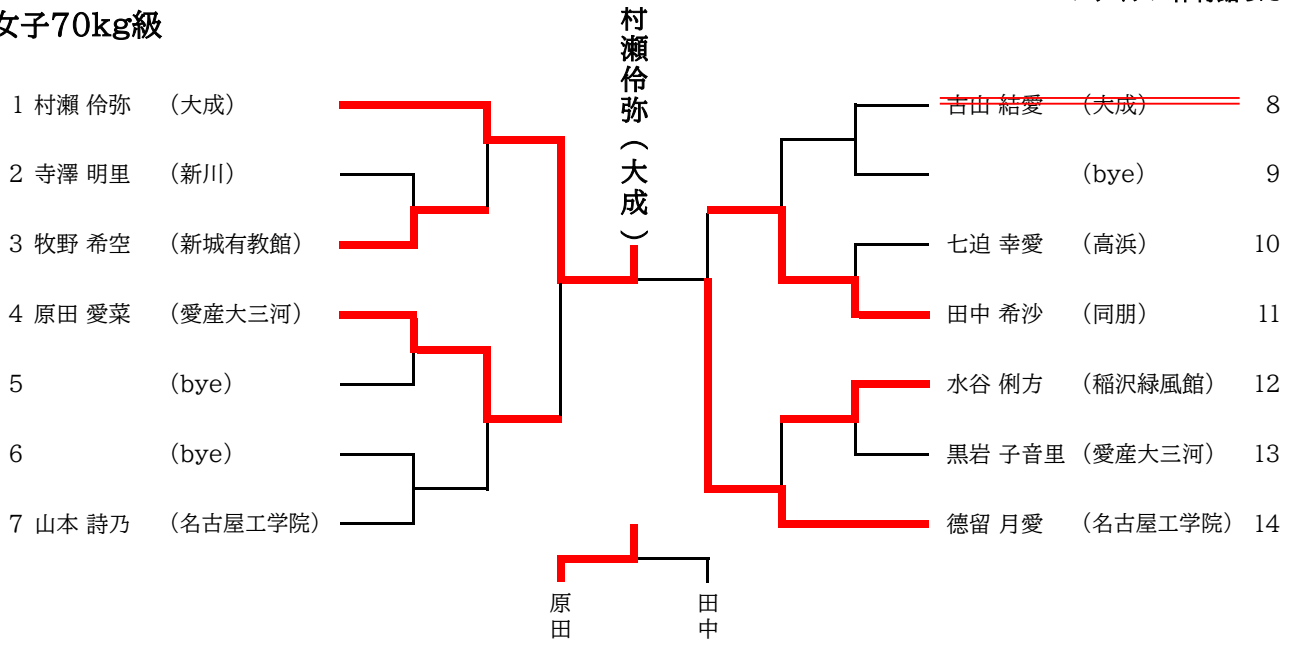 女子70kg級
村瀬伶弥（大成）
1 村瀬 伶弥 （大成）
2 寺澤 明里 （新川）
3 牧野 希空 （新城有教館）
4 原田 愛菜 （愛産大三河）
5 （bye）
6 （bye）
7 山本 詩乃 （名古屋工学院）
古山 結愛 （大成） 8
（bye） 9
七迫 幸愛 （高浜） 10
田中 希沙 （同朋） 11
水谷 俐方 （稲沢緑風館） 12
黒岩 子音里 （愛産大三河） 13
德留 月愛 （名古屋工学院） 14
原田
田中